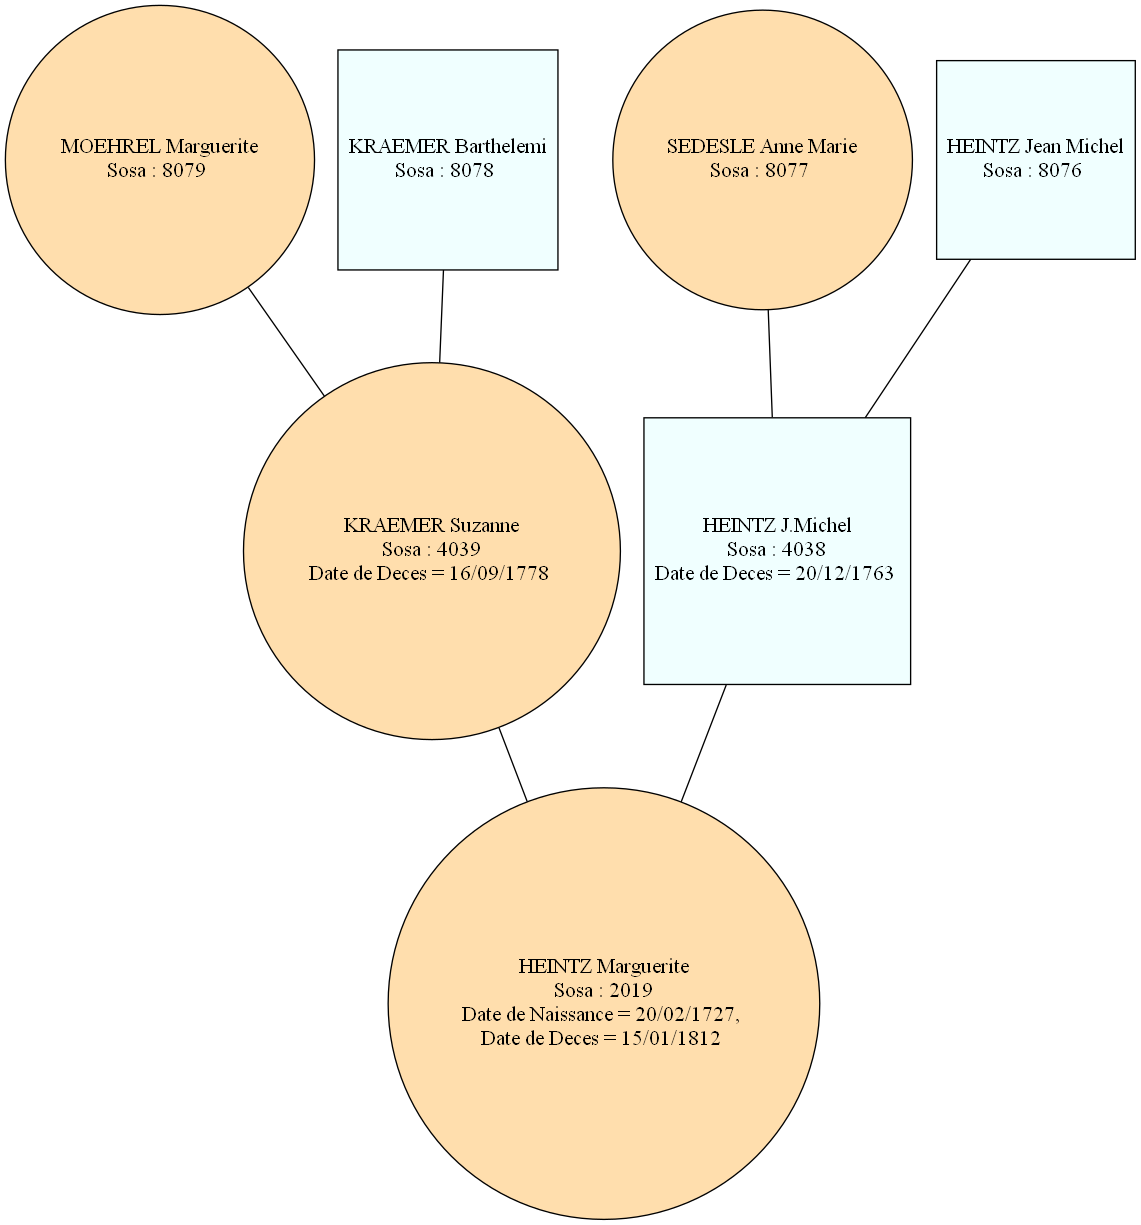 MOEHREL Marguerite
Sosa : 8079
KRAEMER Barthelemi
Sosa : 8078
SEDESLE Anne Marie
Sosa : 8077
HEINTZ Jean Michel
Sosa : 8076
KRAEMER Suzanne
Sosa : 4039
Date de Deces = 16/09/1778
HEINTZ J.Michel
Sosa : 4038
Date de Deces = 20/12/1763
HEINTZ Marguerite
Sosa : 2019
Date de Naissance = 20/02/1727,
Date de Deces = 15/01/1812